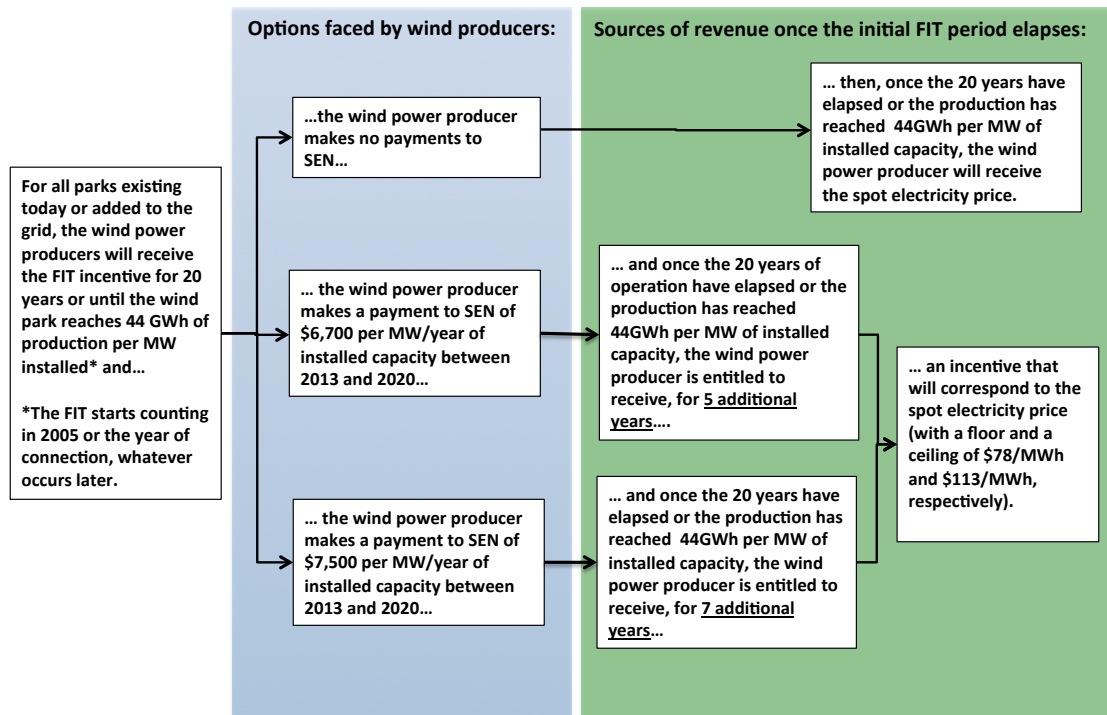 Options faced by wind producers:
Sources of revenue once the initial FIT period elapses:
For all parks existing
today or added to the
grid, the wind power
producers will receive
the FIT incentive for 20
years or until the wind
park reaches 44 GWh of
production per MW
installed* and...
*The FIT starts counting
in 2005 or the year of
connection, whatever
occurs later.
...the wind power producer
makes no payments to
SEN...
... then, once the 20 years have
elapsed or the production has
reached  44GWh per MW of
installed capacity, the wind
power producer will receive
the spot electricity price.
... the wind power producer
makes a payment to SEN of
$6,700 per MW/year of
installed capacity between
2013 and 2020...
... and once the 20 years of
operation have elapsed or the
production has reached
44GWh per MW of installed
capacity, the wind power
producer is entitled to
receive, for 5 additional
years....
... the wind power producer
makes a payment to SEN of
$7,500 per MW/year of
installed capacity between
2013 and 2020...
... and once the 20 years have
elapsed or the production has
reached  44GWh per MW of
installed capacity, the wind
power producer is entitled to
receive, for 7 additional
years...
... an incentive that
will correspond to the
spot electricity price
(with a floor and a
ceiling of $78/MWh
and $113/MWh,
respectively).